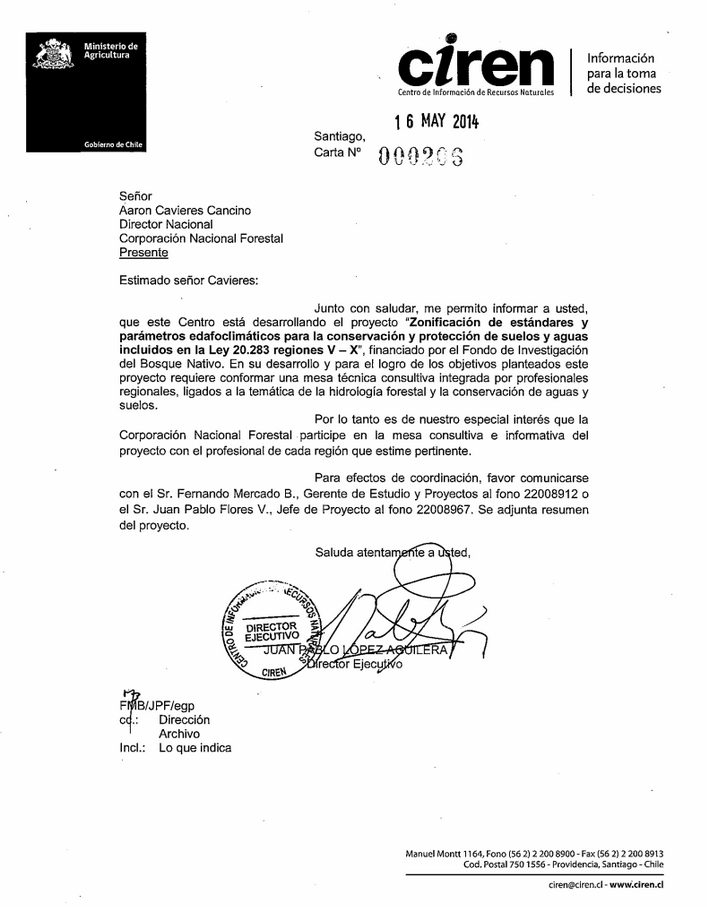 Ministerio de
Agricultura
Gobierno de Chile
ciren
Centro de Información de Recursos Naturales
Información
para la toma
de decisiones
16 MAY 2014
Santiago,
Carta Nº
Señor
Aaron Cavieres Cancino
Director Nacional
Corporación Nacional Forestal
Presente
Estimado señor Cavieres:
Junto con saludar, me permito informar a usted,
que este Centro está desarrollando el proyecto "Zonificación de estándares y
parámetros edafoclimáticos para la conservación y protección de suelos y aguas
incluidos en la Ley 20.283 regiones V – X", financiado por el Fondo de Investigación
del Bosque Nativo. En su desarrollo y para el logro de los objetivos planteados este
proyecto requiere conformar una mesa técnica consultiva integrada por profesionales
regionales, ligados a la temática de la hidrología forestal y la conservación de aguas y
suelos.
Por lo tanto es de nuestro especial interés que la
Corporación Nacional Forestal participe en la mesa consultiva e informativa del
proyecto con el profesional de cada región que estime pertinente.
Para efectos de coordinación, favor comunicarse
con el Sr. Fernando Mercado B., Gerente de Estudio y Proyectos al fono 22008912 o
el Sr. Juan Pablo Flores V., Jefe de Proyecto al fono 22008967. Se adjunta resumen
del proyecto.
Saluda atentamente a usted,
CENTRO DE INFORMACION DE RECURSOS NATURALES
DIRECTOR
EJECUTIVO
CIREN
JUAN PABLO LÓPEZ AGUILERA
Director Ejecutivo
FMB/JPF/egp
cc.: Dirección
Archivo
Incl.: Lo que indica
Manuel Montt 1164, Fono (56 2) 2 200 8900 - Fax (56 2) 2 200 8913
Cod. Postal 750 1556 - Providencia, Santiago - Chile
ciren@ciren.cl - www.ciren.cl